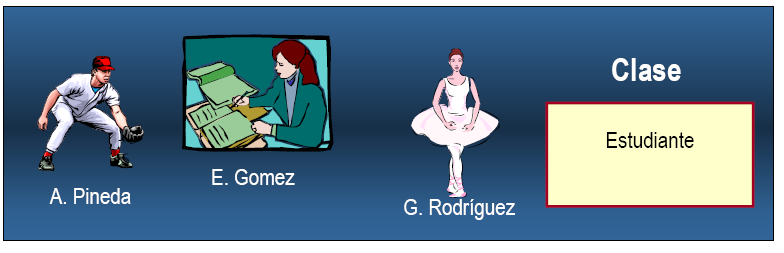 A. Pineda
E. Gomez
G. Rodríguez
Clase
Estudiante